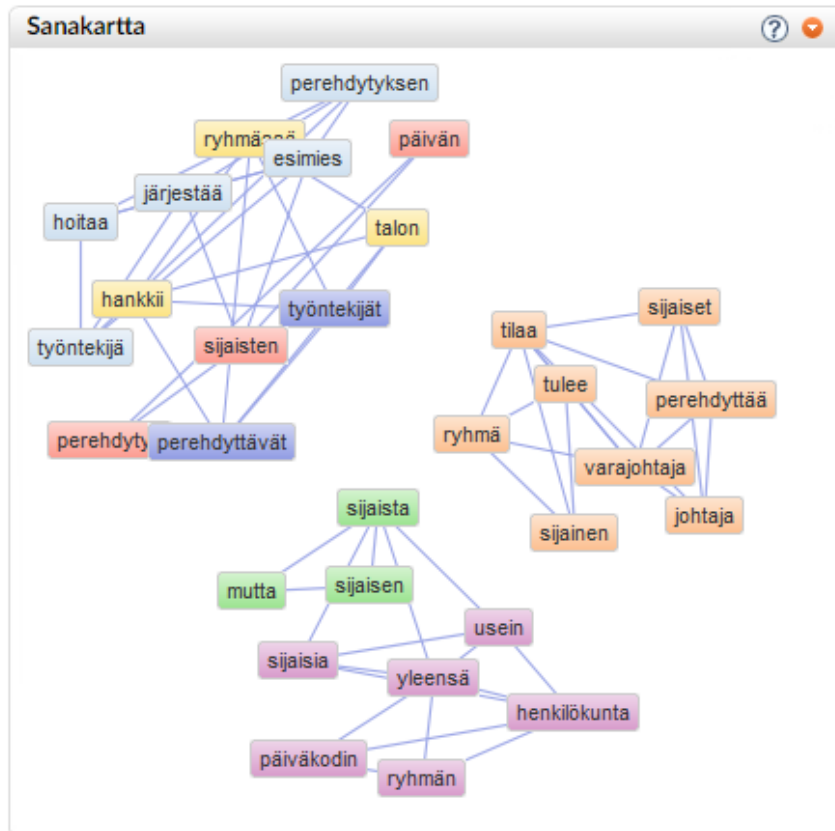 Sanakartta
?
perehdytyksen
päivän
esimies
järjestää
hoitaa
talon
hankkii
työntekijät
työntekijä
sijaisten
perehdyttävät
sijaiset
tilaa
tulee
perehdyttää
ryhmä
varajohtaja
johtaja
sijainen
sijaista
mutta
sijaisen
usein
sijaisia
yleensä
henkilökunta
päiväkodin
ryhmän